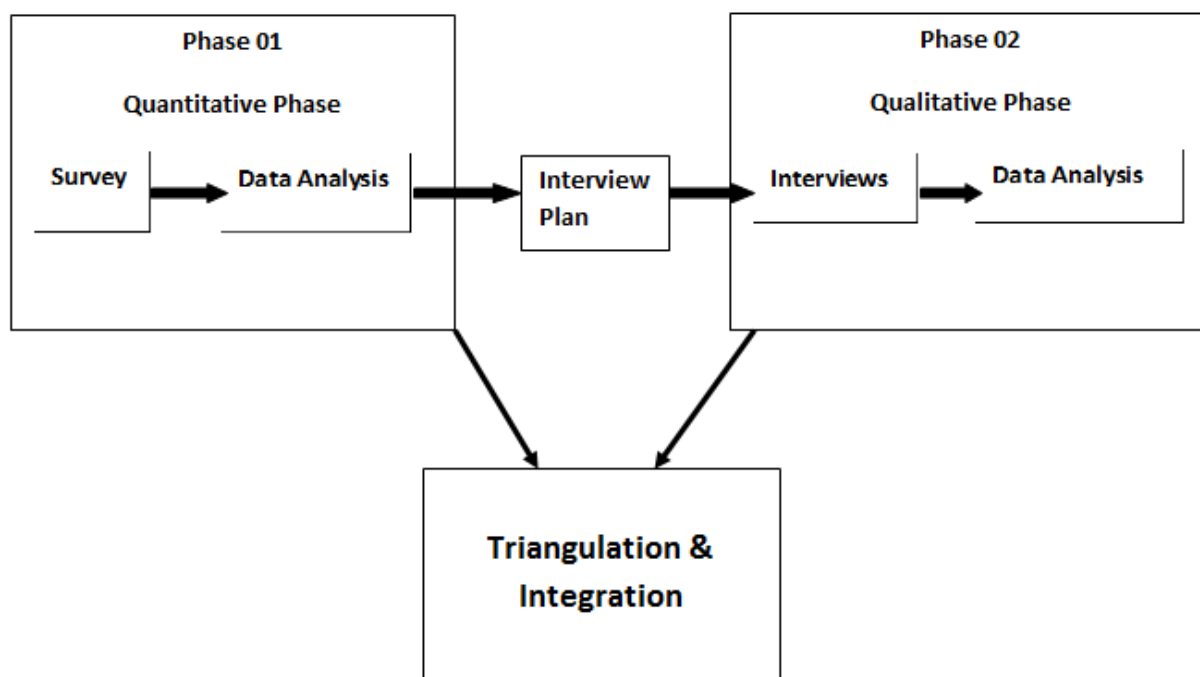 Phase 01
Quantitative Phase
Survey
Data Analysis
Interview
Plan
Phase 02
Qualitative Phase
Interviews
Data Analysis
Triangulation &
Integration